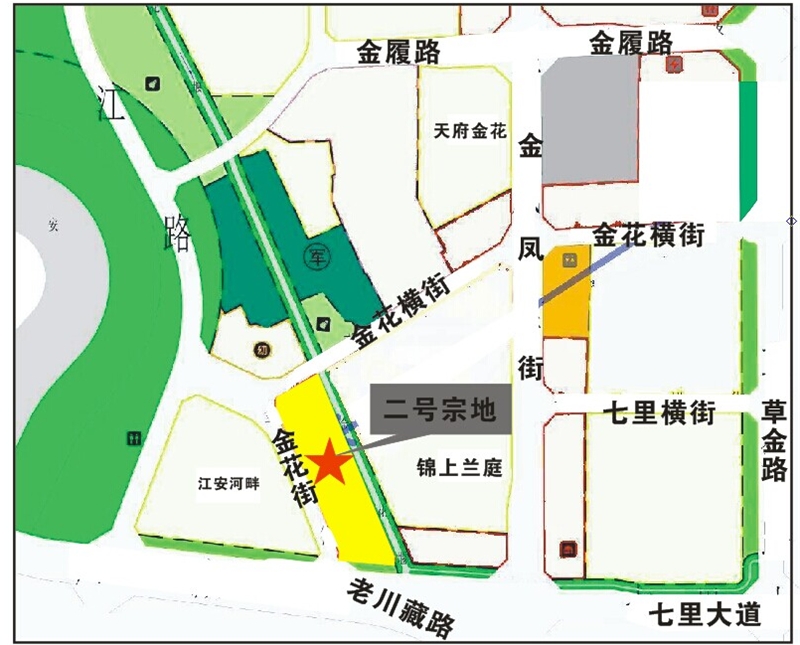 金履路
金履路
江
路
天府金花
金
凤
街
金花横街
军
金花横街
幼
二号宗地
七里横街
草金路
金花街
锦上兰庭
江安河畔
老川藏路
七里大道
安